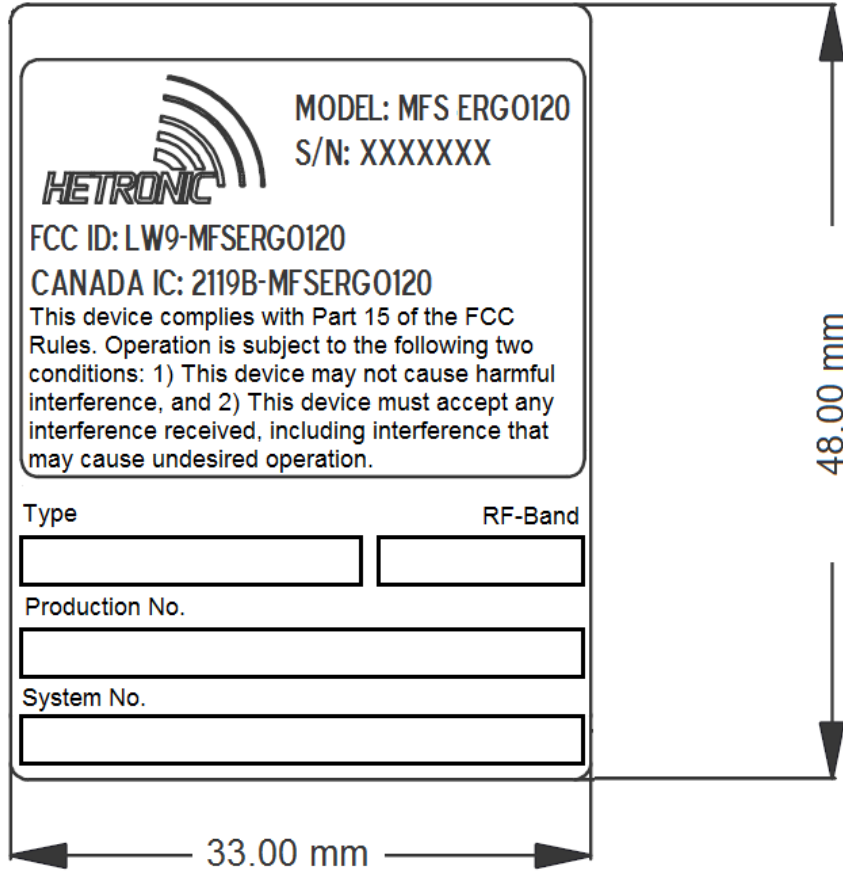 MODEL: MFS ERGO120
S/N: XXXXXXX
HETRONIC
FCC ID: LW9-MFSERGO120
CANADA IC: 2119B-MFSERGO120
This device complies with Part 15 of the FCC
Rules. Operation is subject to the following two
conditions: 1) This device may not cause harmful
interference, and 2) This device must accept any
interference received, including interference that
may cause undesired operation.
Type
RF-Band
Production No.
System No.
48.00 mm
33.00 mm